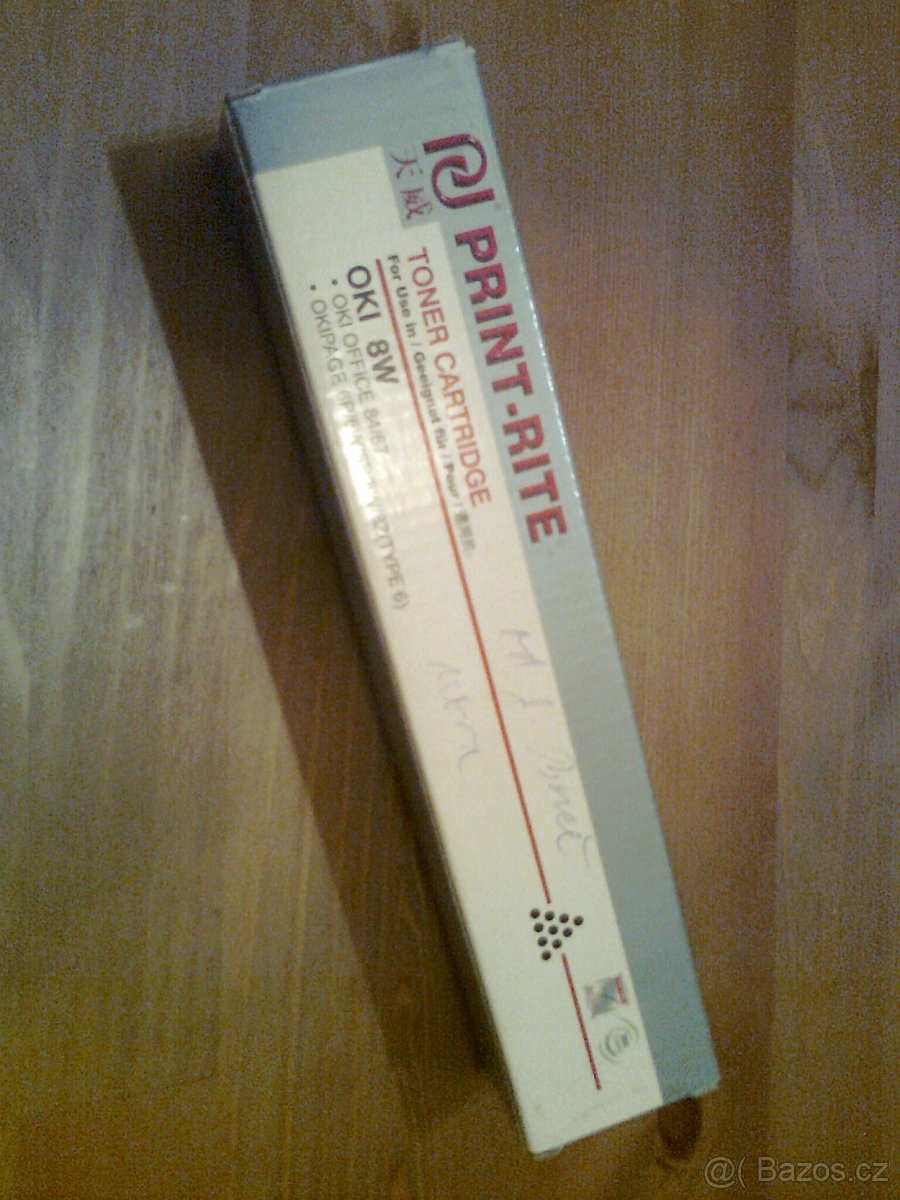 天威
PRINT-RITE
TONER CARTRIDGE
For Use in / Geeignet für / Pour /
OKI 8W
· OKI OFFICE 84/87
· OKIPAGE (TYPE 6)
@( Bazos.cz